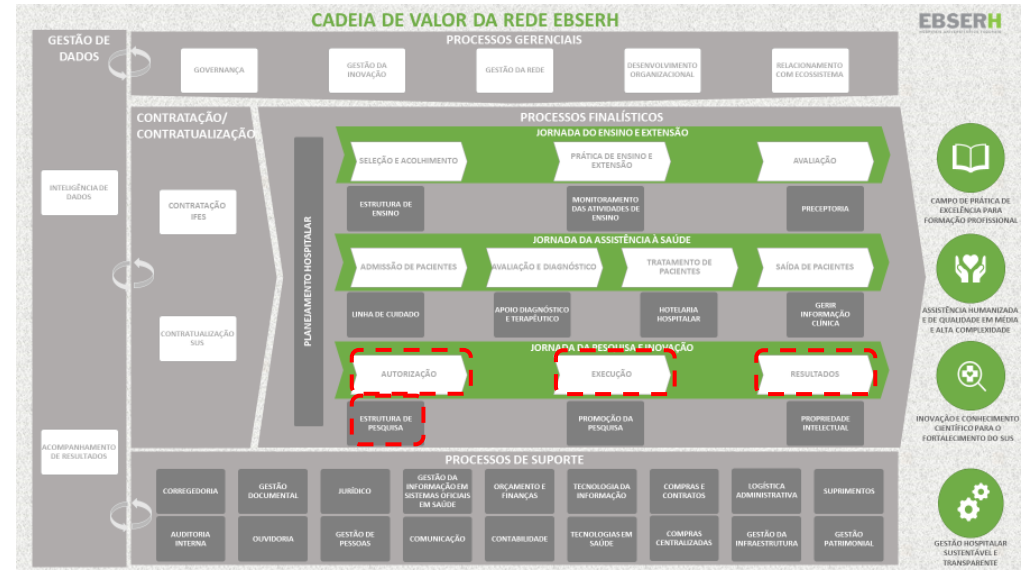 CADEIA DE VALOR DA REDE EBSERH
EBSERH
GESTÃO DE
DADOS
PROCESSOS GERENCIAIS
GOVERNANÇA
GESTÃO DA
INOVAÇÃO
GESTÃO DA REDE
DESENVOLVIMENTO
ORGANIZACIONAL
RELACIONAMENTO
COM ECOSSISTEMA
CONTRATAÇÃO/
CONTRATUALIZAÇÃO
PROCESSOS FINALÍSTICOS
JORNADA DO ENSINO E EXTENSÃO
SELEÇÃO E ACOLHIMENTO
PRÁTICA DE ENSINO E
EXTENSÃO
AVALIAÇÃO
INTELIGÊNCIA DE
DADOS
CONTRATAÇÃO
IFES
ESTRUTURA DE
ENSINO
MONITORAMENTO
DAS ATIVIDADES DE
ENSINO
PRECEPTORIA
CAMPO DE PRÁTICA DE
EXCELÊNCIA PARA
FORMAÇÃO PROFISSIONAL
PLANEJAMENTO HOSPITALAR
JORNADA DA ASSISTÊNCIA À SAÚDE
ADMISSÃO DE PACIENTES
AVALIAÇÃO E DIAGNÓSTICO
TRATAMENTO DE
PACIENTES
SAÍDA DE PACIENTES
LINHA DE CUIDADO
APOIO DIAGNÓSTICO
E TERAPÊUTICO
HOTELARIA
HOSPITALAR
GERIR
INFORMAÇÃO
CLÍNICA
ASSISTÊNCIA HUMANIZADA
E DE QUALIDADE EM MÉDIA
E ALTA COMPLEXIDADE
CONTRATUALIZAÇÃO
SUS
JORNADA DA PESQUISA E INOVAÇÃO
AUTORIZAÇÃO
EXECUÇÃO
RESULTADOS
ESTRUTURA DE
PESQUISA
PROMOÇÃO DA
PESQUISA
PROPRIEDADE
INTELECTUAL
INOVAÇÃO E CONHECIMENTO
CIENTÍFICO PARA O
FORTALECIMENTO DO SUS
ACOMPANHAMENTO
DE RESULTADOS
PROCESSOS DE SUPORTE
CORREGEDORIA
GESTÃO
DOCUMENTAL
JURÍDICO
GESTÃO DA
INFORMAÇÃO EM
SISTEMAS OFICIAIS
EM SAÚDE
ORÇAMENTO E
FINANÇAS
TECNOLOGIA DA
INFORMAÇÃO
COMPRAS E
CONTRATOS
LOGÍSTICA
ADMINISTRATIVA
SUPRIMENTOS
AUDITORIA
INTERNA
OUVIDORIA
GESTÃO DE
PESSOAS
COMUNICAÇÃO
CONTABILIDADE
TECNOLOGIAS EM
SAÚDE
COMPRAS
CENTRALIZADAS
GESTÃO DA
INFRAESTRUTURA
GESTÃO
PATRIMONIAL
GESTÃO HOSPITALAR
SUSTENTÁVEL E
TRANSPARENTE